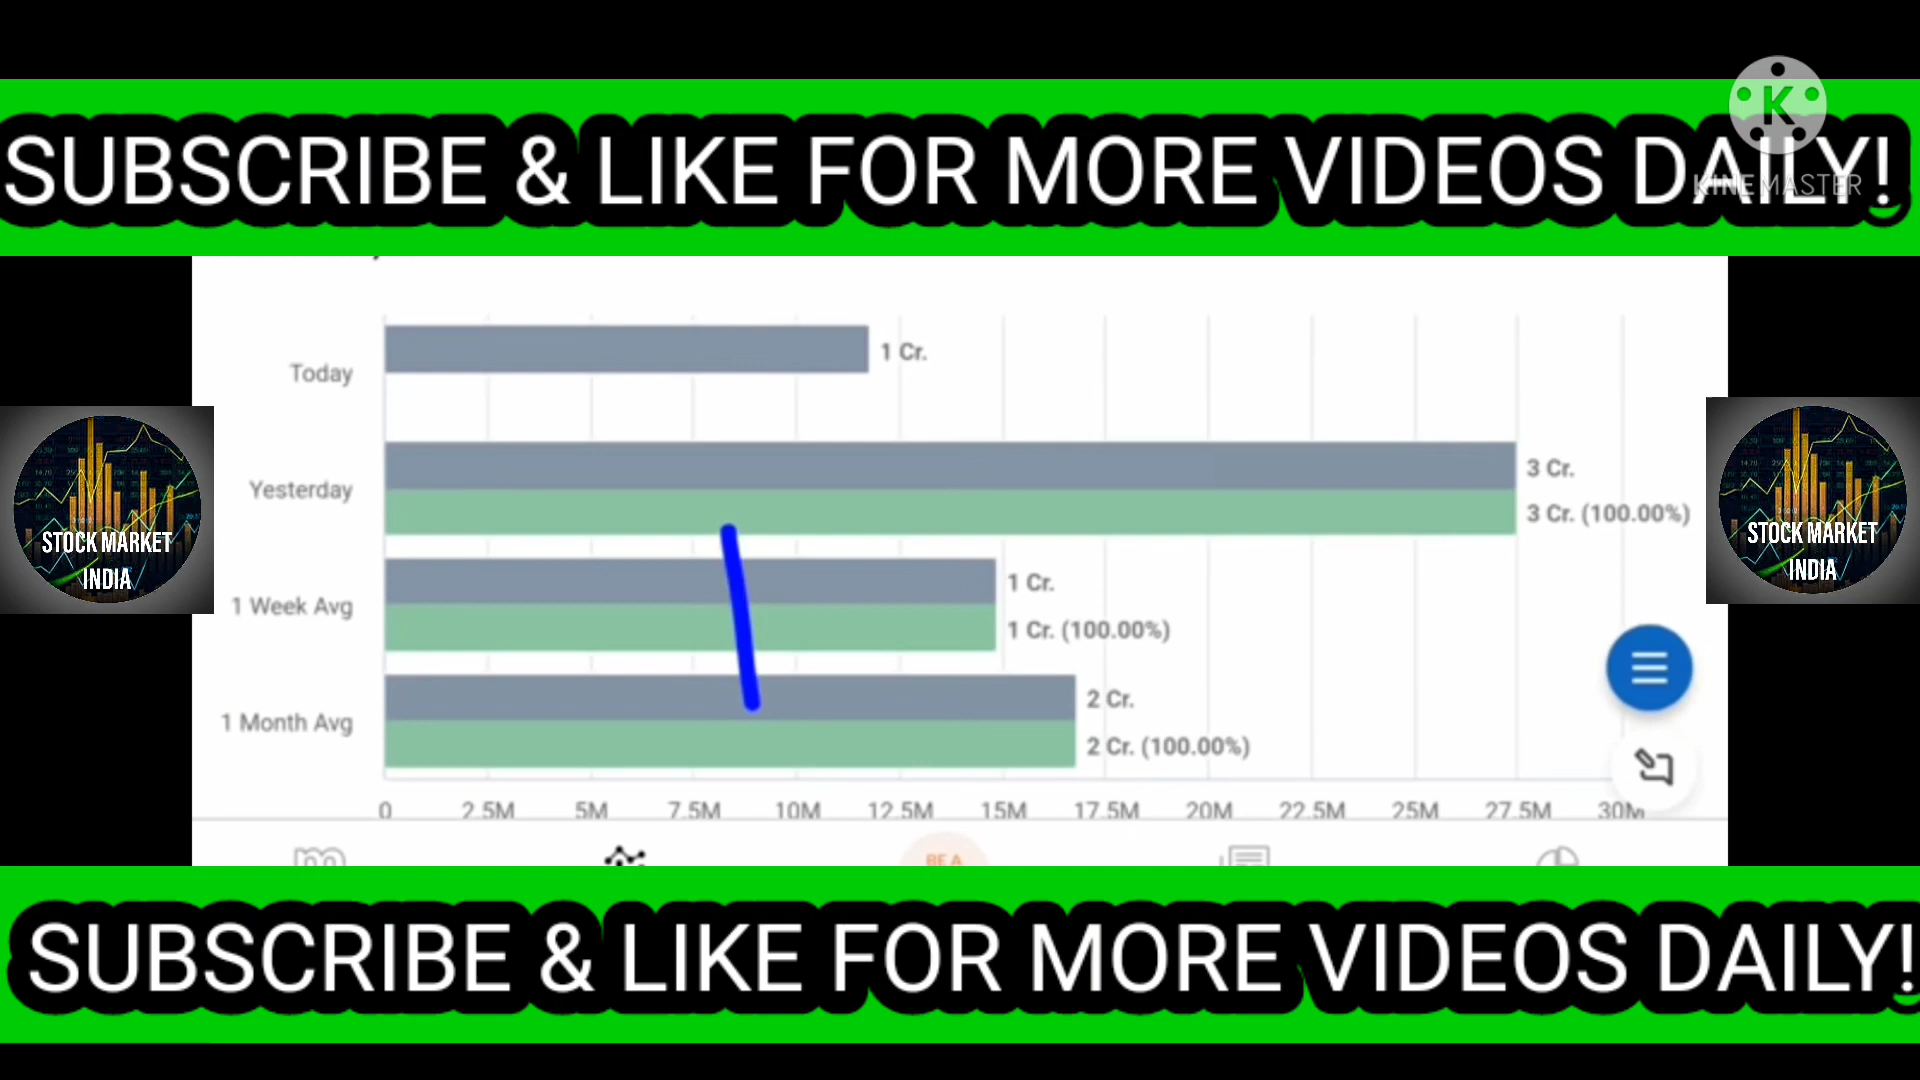 SUBSCRIBE & LIKE FOR MORE VIDEOS DAILY!
KINEMASTER
Today
1 Cr.
Yesterday
3 Cr.
3 Cr. (100.00%)
1 Week Avg
1 Cr.
1 Cr. (100.00%)
1 Month Avg
2 Cr.
2 Cr. (100.00%)
0 2.5M 5M 7.5M 10M 12.5M 15M 17.5M 20M 22.5M 25M 27.5M 30M
STOCK MARKET
INDIA
STOCK MARKET
INDIA
BE A
SUBSCRIBE & LIKE FOR MORE VIDEOS DAILY!